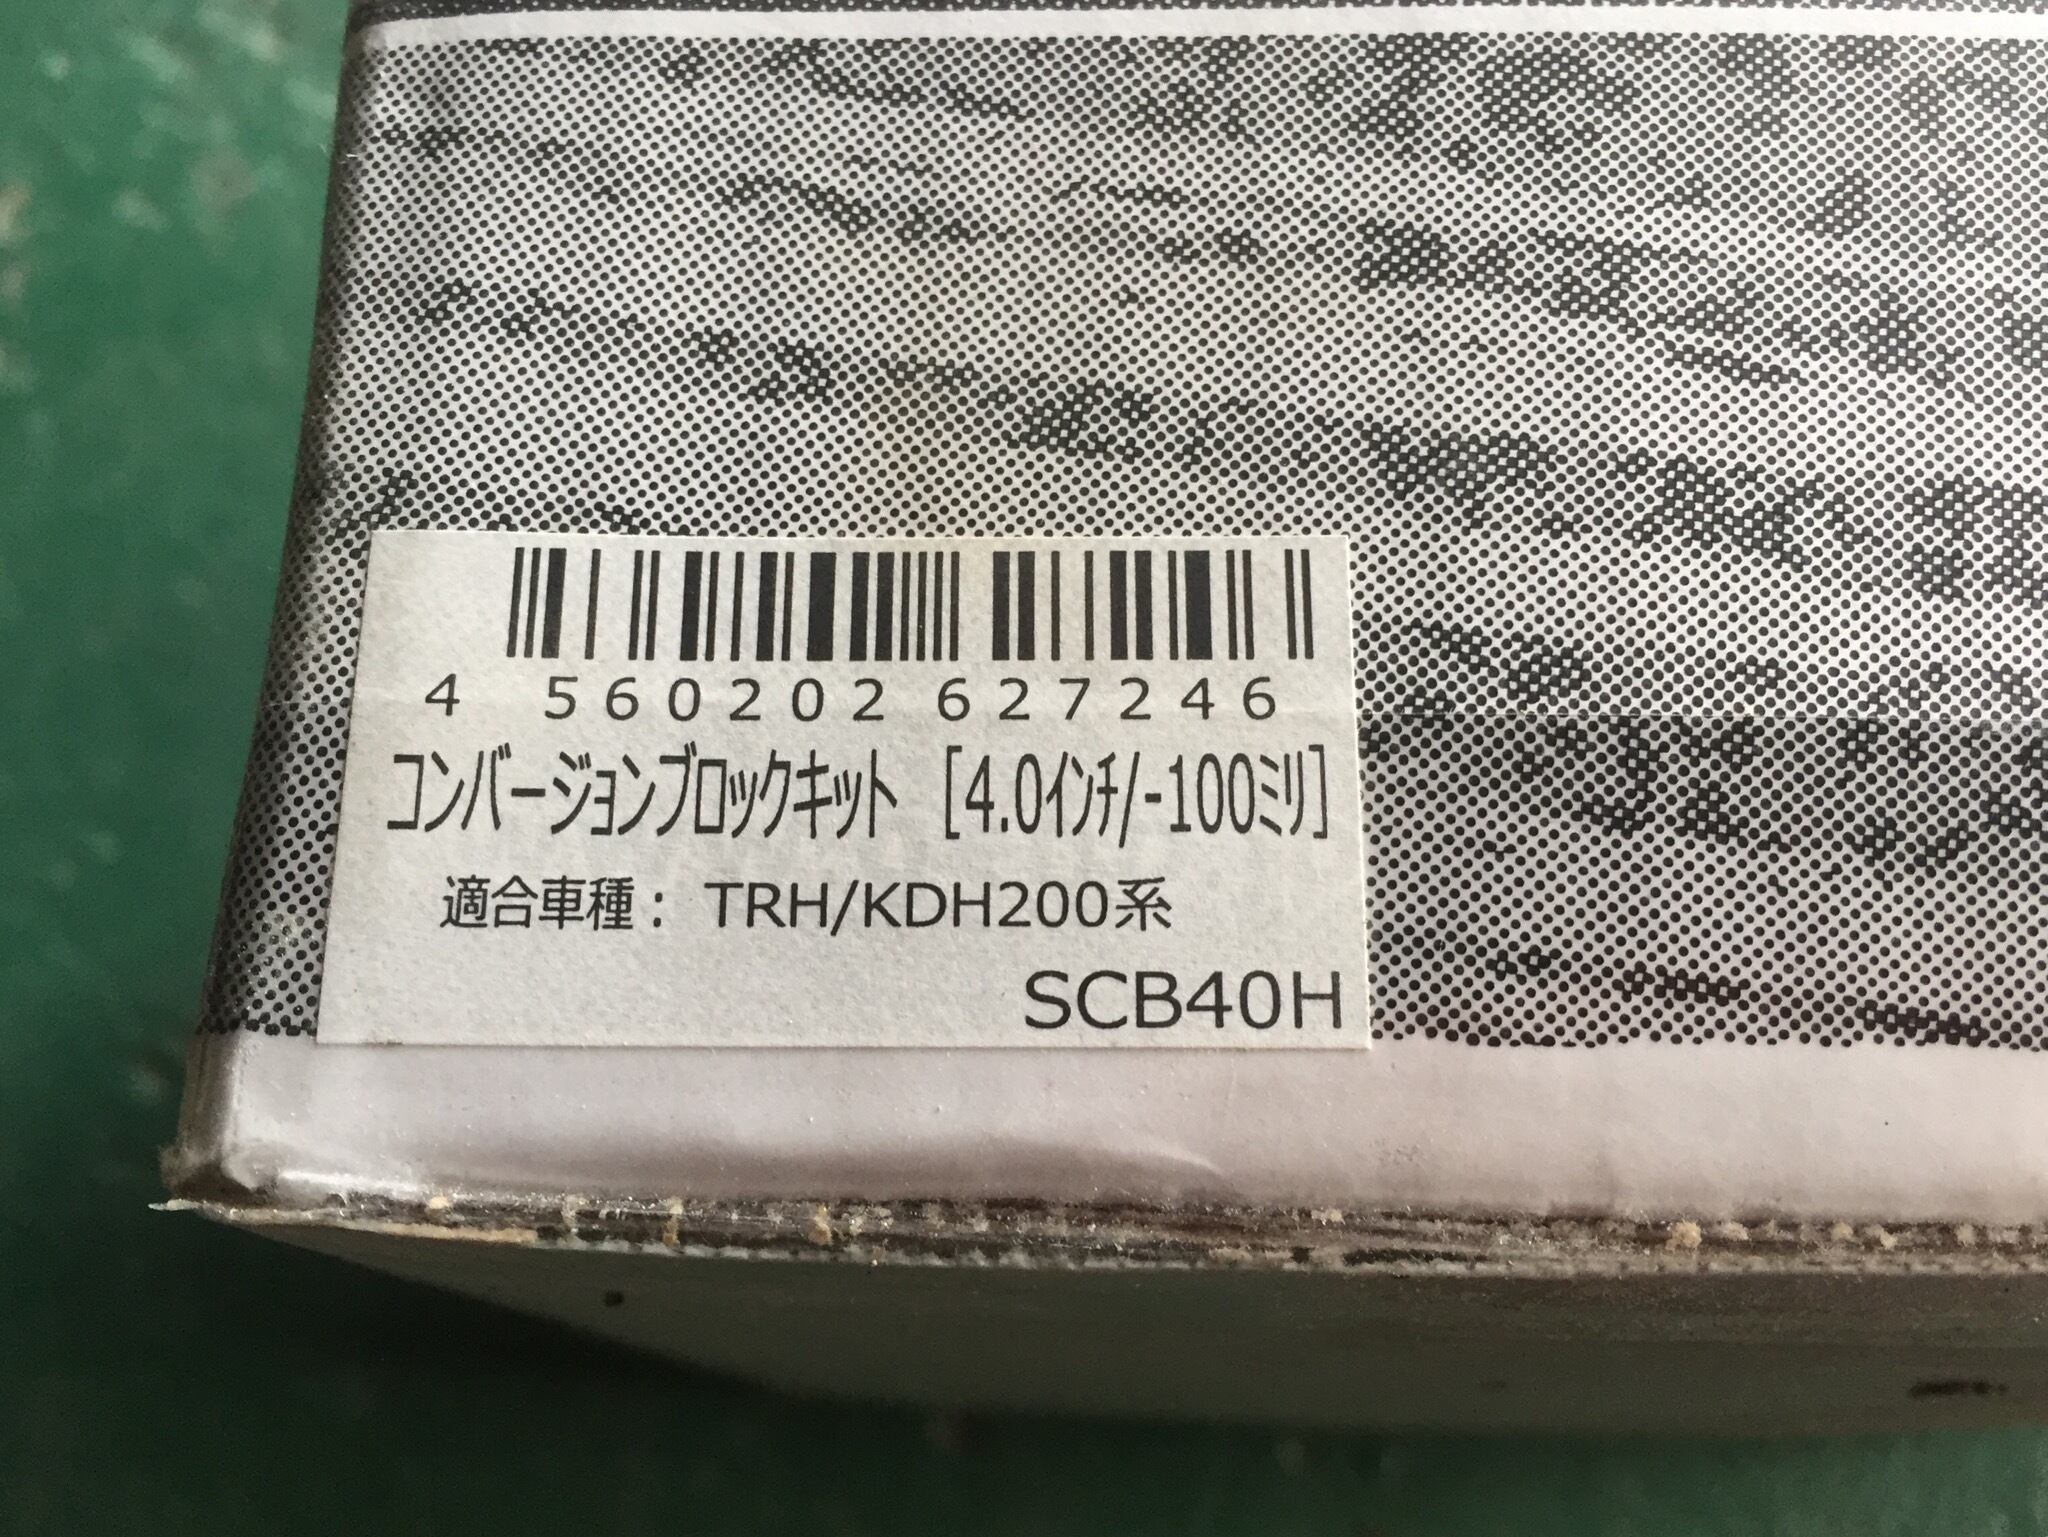 4 560202 627246
コンバージョンブロックキット [4.0ｲﾝﾁ/-100ﾐﾘ]
適合車種： TRH/KDH200系
SCB40H